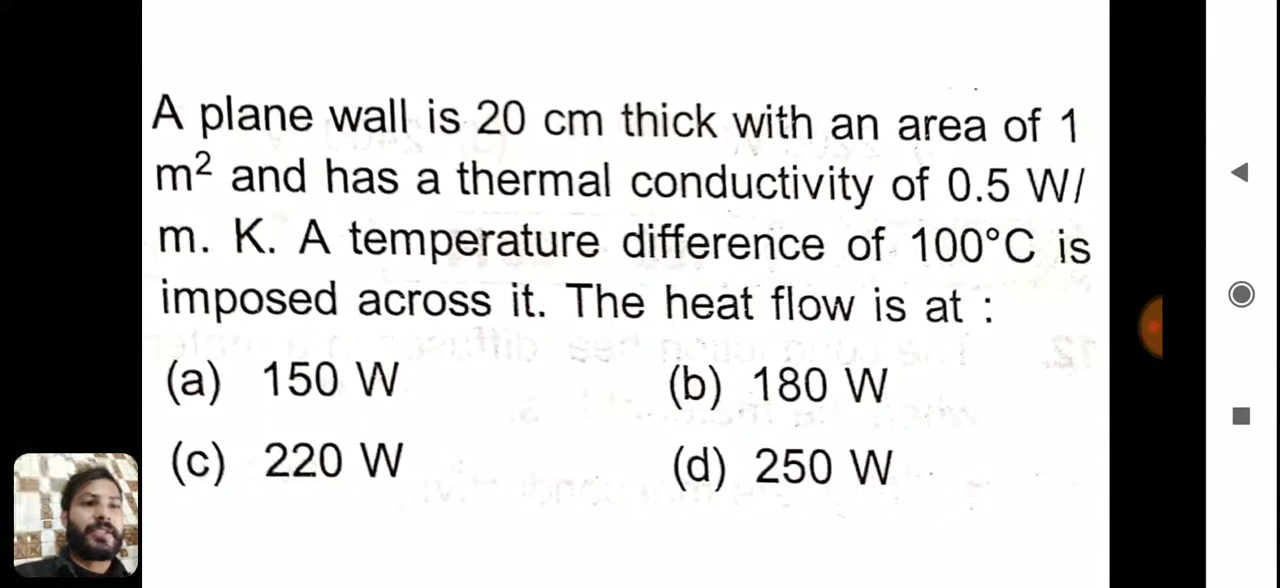 A plane wall is 20 cm thick with an area of 1
m² and has a thermal conductivity of 0.5 W/
m. K. A temperature difference of 100°C is
imposed across it. The heat flow is at :
(a) 150 W (b) 180 W
(c) 220 W (d) 250 W